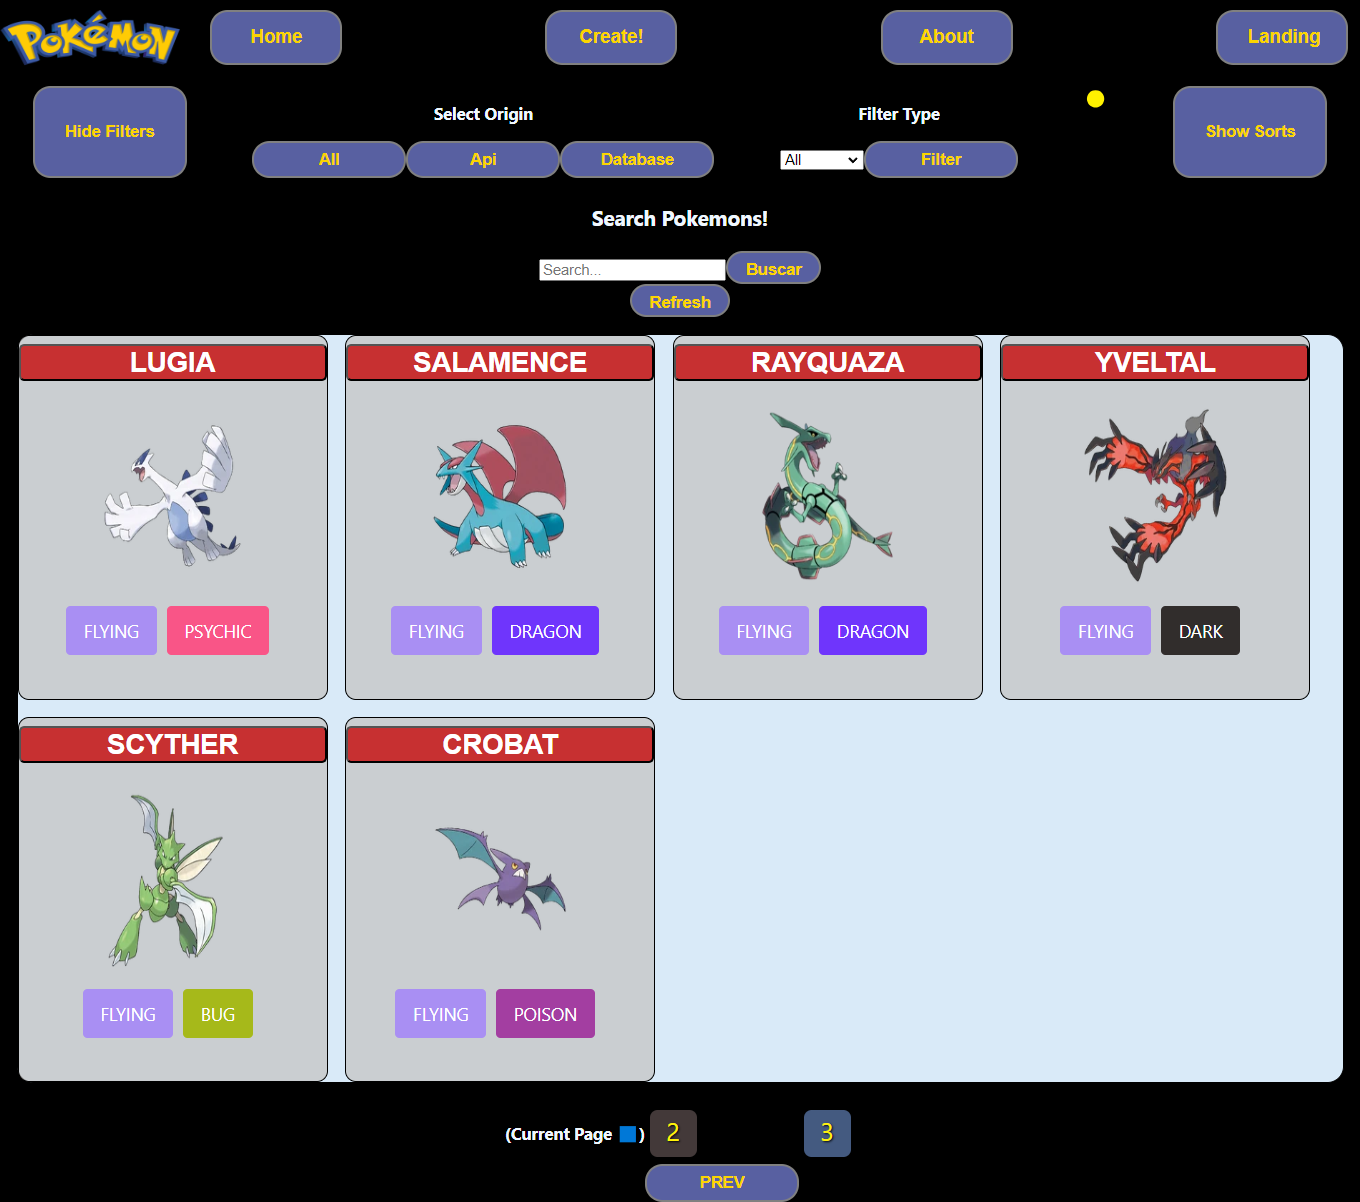 POKéMON
Home
Create!
About
Landing
Hide Filters
Select Origin
Filter Type
Show Sorts
All
Api
Database
All
Filter
Search Pokemons!
Search...
Buscar
Refresh
LUGIA
SALAMENCE
RAYQUAZA
YVELTAL
FLYING
PSYCHIC
FLYING
DRAGON
FLYING
DRAGON
FLYING
DARK
SCYTHER
CROBAT
FLYING
BUG
FLYING
POISON
(Current Page 🟦)
2
3
PREV